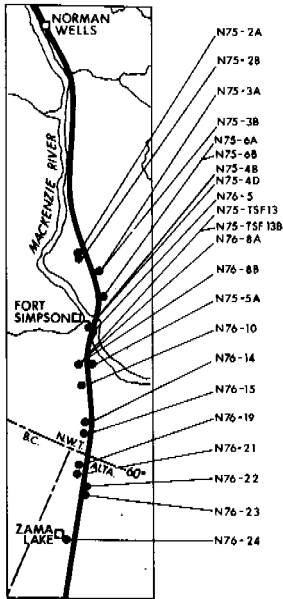 NORMAN
WELLS
MACKENZIE RIVER
FORT
SIMPSON
B.C.
N.W.T.
ALTA.
60°
ZAMA
LAKE
N75-2A
N75-2B
N75-3A
N75-3B
N75-6A
N75-6B
N75-4B
N75-4D
N76-5
N75-TSF13
N75-TSF13B
N76-8A
N76-8B
N75-5A
N76-10
N76-14
N76-15
N76-19
N76-21
N76-22
N76-23
N76-24